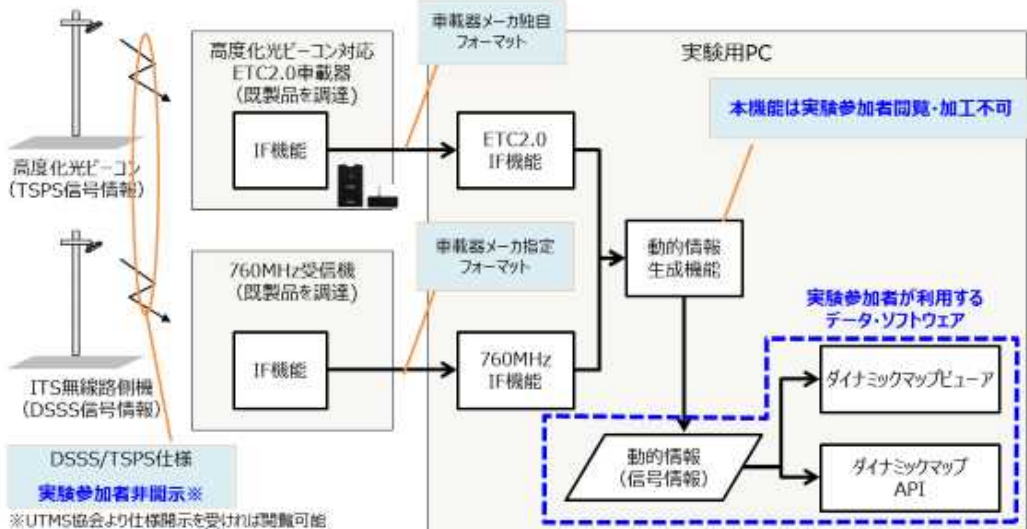 車載器メーカ独自
フォーマット
高度化光ビーコン対応
ETC2.0車載器
(既製品を調達)
実験用PC
本機能は実験参加者閲覧・加工不可
IF機能
ETC2.0
IF機能
高度化光ビーコン
(TSPS信号情報)
車載器メーカ指定
フォーマット
動的情報
生成機能
760MHz受信機
(既製品を調達)
実験参加者が利用する
データ・ソフトウェア
IF機能
760MHz
IF機能
ダイナミックマップビューア
ITS無線路側機
(DSSS信号情報)
DSSS/TSPS仕様
実験参加者非開示※
動的情報
(信号情報)
ダイナミックマップ
API
※UTMS協会より仕様開示を受ければ閲覧可能